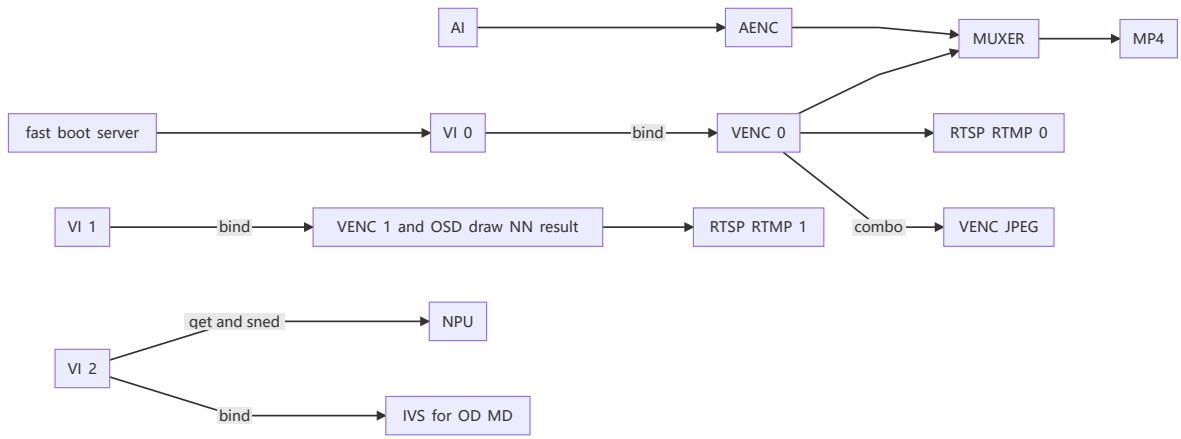 AI
AENC
MUXER
MP4
fast boot server
VI 0
bind
VENC 0
RTSP RTMP 0
VI 1
bind
VENC 1 and OSD draw NN result
RTSP RTMP 1
combo
VENC JPEG
get and sned
NPU
VI 2
bind
IVS for OD MD